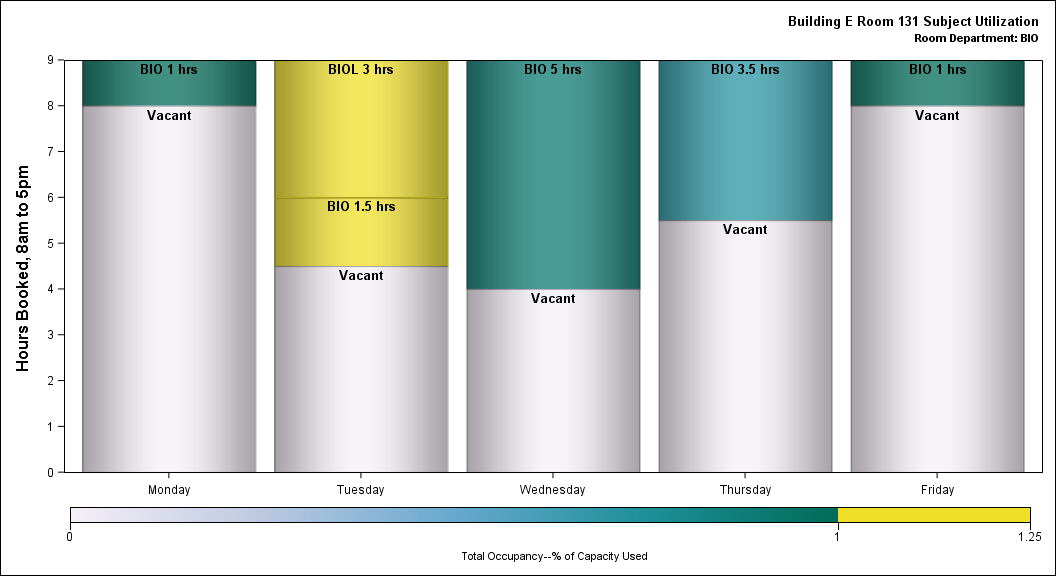 Building E Room 131 Subject Utilization
Room Department: BIO
Hours Booked, 8am to 5pm
9
8
7
6
5
4
3
2
1
0
BIO 1 hrs
Vacant
BIOL 3 hrs
BIO 1.5 hrs
Vacant
BIO 5 hrs
Vacant
BIO 3.5 hrs
Vacant
BIO 1 hrs
Vacant
Monday Tuesday Wednesday Thursday Friday
0 1 1.25
Total Occupancy--% of Capacity Used